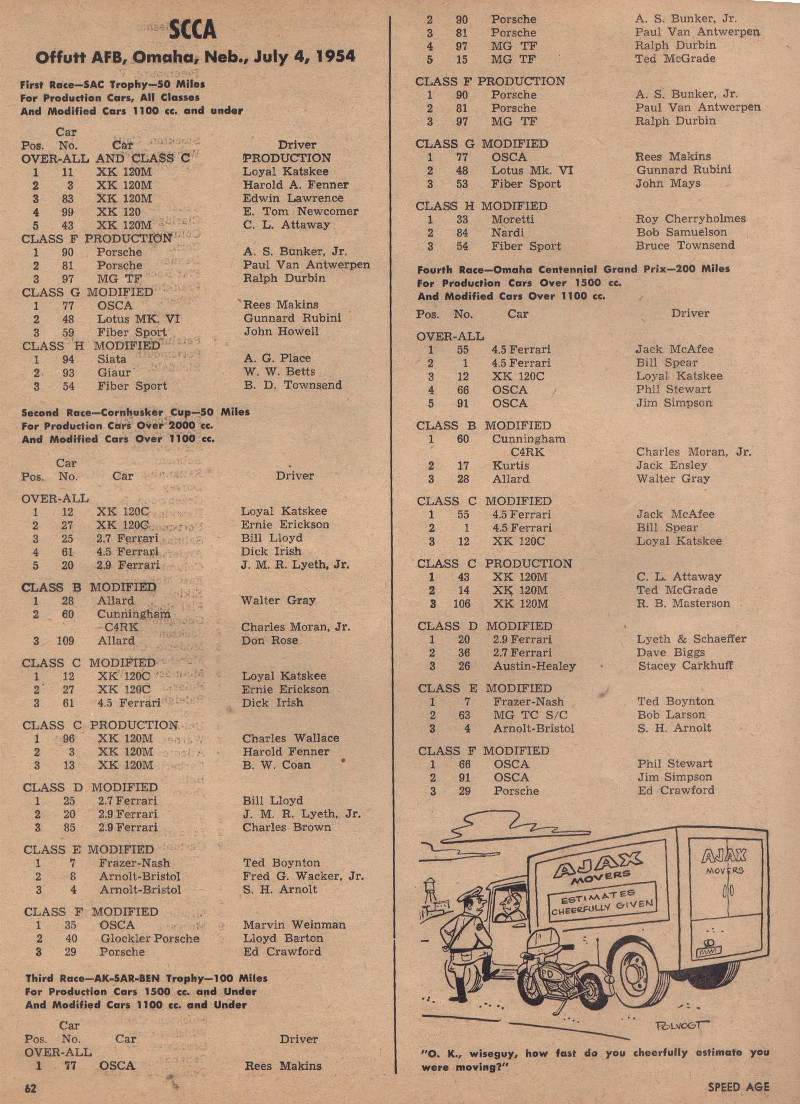 SCCA
Offutt AFB, Omaha, Neb., July 4, 1954
First Race—SAC Trophy—50 Miles
For Production Cars, All Classes
And Modified Cars 1100 cc. and under
Car
Pos. No. Car Driver
OVER-ALL AND CLASS C PRODUCTION
1 11 XK 120M Loyal Katskee
2 3 XK 120M Harold A. Fenner
3 83 XK 120M Edwin Lawrence
4 99 XK 120 E. Tom Newcomer
5 43 XK 120M C. L. Attaway
CLASS F PRODUCTION
1 90 Porsche A. S. Bunker, Jr.
2 81 Porsche Paul Van Antwerpen
3 97 MG TF Ralph Durbin
CLASS G MODIFIED
1 77 OSCA Rees Makins
2 48 Lotus MK. VI Gunnard Rubini
3 59 Fiber Sport John Howell
CLASS H MODIFIED
1 94 Siata A. G. Place
2 93 Giaur W. W. Betts
3 54 Fiber Sport B. D. Townsend
Second Race—Cornhusker Cup—50 Miles
For Production Cars Over 2000 cc.
And Modified Cars Over 1100 cc.
Car
Pos. No. Car Driver
OVER-ALL
1 12 XK 120C Loyal Katskee
2 27 XK 120C Ernie Erickson
3 25 2.7 Ferrari Bill Lloyd
4 61 4.5 Ferrari Dick Irish
5 20 2.9 Ferrari J. M. R. Lyeth, Jr.
CLASS B MODIFIED
1 28 Allard Walter Gray
2 60 Cunningham
C4RK Charles Moran, Jr.
3 109 Allard Don Rose
CLASS C MODIFIED
1 12 XK 120C Loyal Katskee
2 27 XK 129C Ernie Erickson
3 61 4.5 Ferrari Dick Irish
CLASS C PRODUCTION
1 96 XK 120M Charles Wallace
2 3 XK 120M Harold Fenner
3 13 XK 120M B. W. Coan
CLASS D MODIFIED
1 25 2.7 Ferrari Bill Lloyd
2 20 2.9 Ferrari J. M. R. Lyeth, Jr.
3 85 2.9 Ferrari Charles Brown
CLASS E MODIFIED
1 7 Frazer-Nash Ted Boynton
2 8 Arnolt-Bristol Fred G. Wacker, Jr.
3 4 Arnolt-Bristol S. H. Arnolt
CLASS F MODIFIED
1 35 OSCA Marvin Weinman
2 40 Glockler Porsche Lloyd Barton
3 29 Porsche Ed Crawford
Third Race—AK-SAR-BEN Trophy—100 Miles
For Production Cars 1500 cc. and Under
And Modified Cars 1100 cc. and Under
Car
Pos. No. Car Driver
OVER-ALL
1 77 OSCA Rees Makins
62
2 90 Porsche A. S. Bunker, Jr.
3 81 Porsche Paul Van Antwerpen
4 97 MG TF Ralph Durbin
5 15 MG TF Ted McGrade
CLASS F PRODUCTION
1 90 Porsche A. S. Bunker, Jr.
2 81 Porsche Paul Van Antwerpen
3 97 MG TF Ralph Durbin
CLASS G MODIFIED
1 77 OSCA Rees Makins
2 48 Lotus Mk. VI Gunnard Rubini
3 53 Fiber Sport John Mays
CLASS H MODIFIED
1 33 Moretti Roy Cherryholmes
2 84 Nardi Bob Samuelson
3 54 Fiber Sport Bruce Townsend
Fourth Race—Omaha Centennial Grand Prix—200 Miles
For Production Cars Over 1500 cc.
And Modified Cars Over 1100 cc.
Pos. No. Car Driver
OVER-ALL
1 55 4.5 Ferrari Jack McAfee
2 1 4.5 Ferrari Bill Spear
3 12 XK 120C Loyal Katskee
4 66 OSCA Phil Stewart
5 91 OSCA Jim Simpson
CLASS B MODIFIED
1 60 Cunningham
C4RK Charles Moran, Jr.
2 17 Kurtis Jack Ensley
3 28 Allard Walter Gray
CLASS C MODIFIED
1 55 4.5 Ferrari Jack McAfee
2 1 4.5 Ferrari Bill Spear
3 12 XK 120C Loyal Katskee
CLASS C PRODUCTION
1 43 XK 120M C. L. Attaway
2 14 XK 120M Ted McGrade
3 106 XK 120M R. B. Masterson
CLASS D MODIFIED
1 20 2.9 Ferrari Lyeth & Schaeffer
2 36 2.7 Ferrari Dave Biggs
3 26 Austin-Healey Stacey Carkhuff
CLASS E MODIFIED
1 7 Frazer-Nash Ted Boynton
2 63 MG TC S/C Bob Larson
3 4 Arnolt-Bristol S. H. Arnolt
CLASS F MODIFIED
1 66 OSCA Phil Stewart
2 91 OSCA Jim Simpson
3 29 Porsche Ed Crawford
AJAX
MOVERS
ESTIMATES
CHEERFULLY GIVEN
AJAX
MOVERS
PD
POLVOGT
"O. K., wiseguy, how fast do you cheerfully estimate you
were moving?"
SPEED AGE